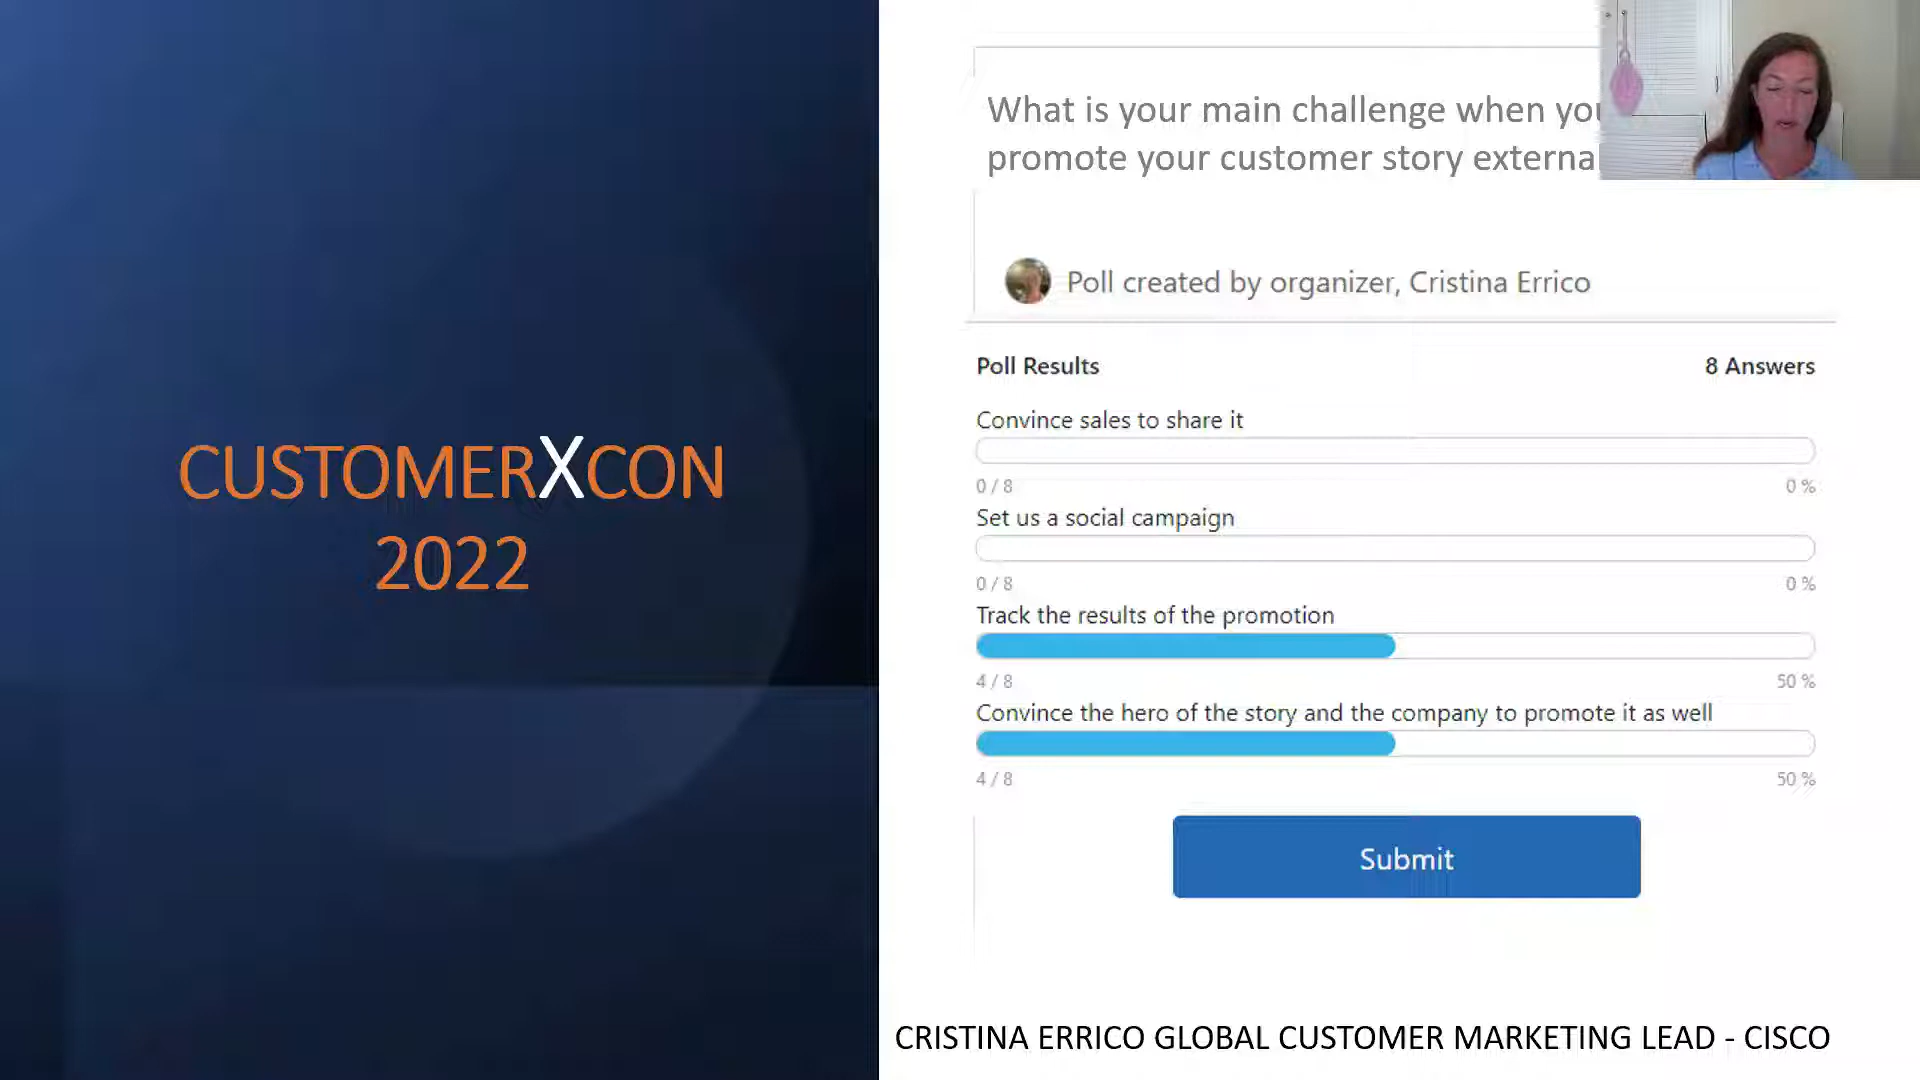 What is your main challenge when you
promote your customer story externa
Poll created by organizer, Cristina Errico
Poll Results
8 Answers
Convince sales to share it
0 / 8
0 %
Set us a social campaign
0 / 8
0 %
Track the results of the promotion
4 / 8
50 %
Convince the hero of the story and the company to promote it as well
4 / 8
50 %
Submit
CUSTOMERXCON
2022
CRISTINA ERRICO GLOBAL CUSTOMER MARKETING LEAD - CISCO